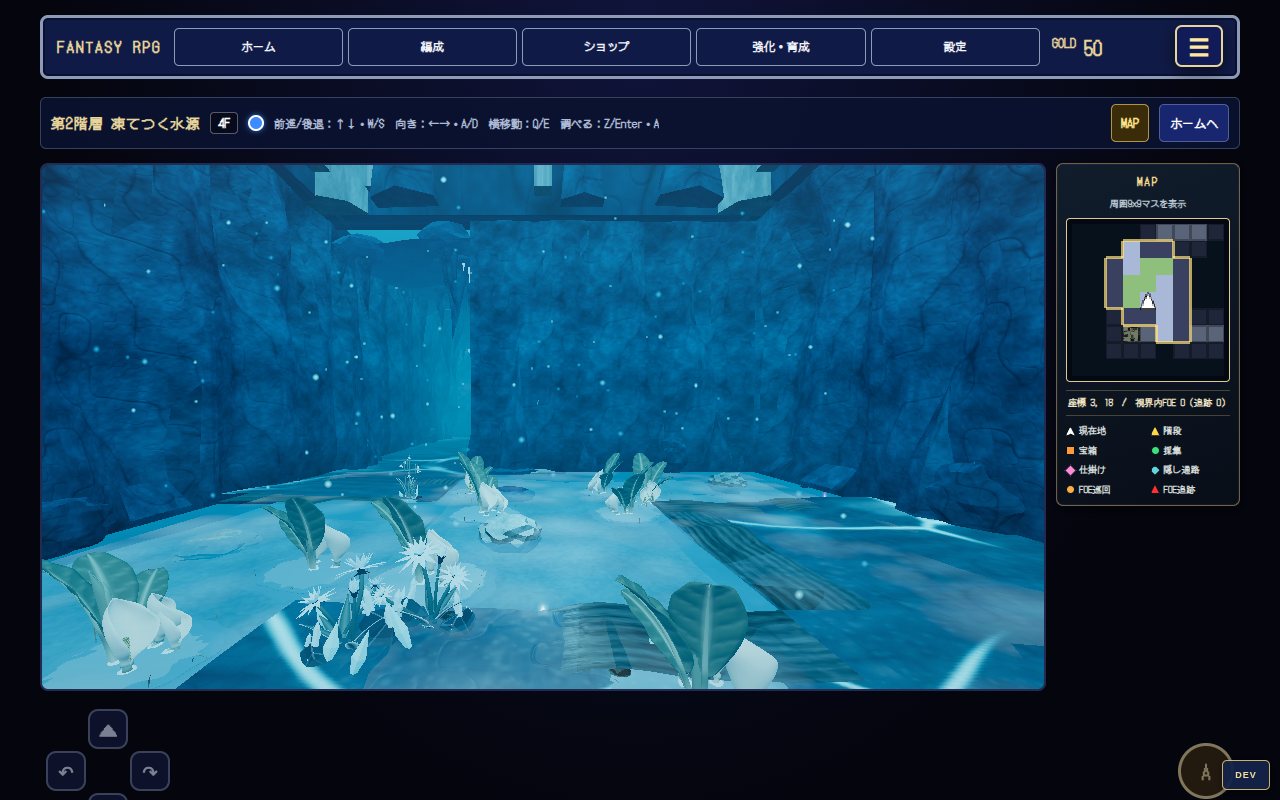 FANTASY RPG ホーム 編成 ショップ 強化・育成 設定 GOLD 50
第2階層 凍てつく水源 4F 前進/後退：↑↓・W/S 向き：←→・A/D 横移動：Q/E 調べる：Z/Enter・A MAP ホームへ
MAP
周囲9x9マスを表示
座標 3, 18 / 視界内FOE 0 (追跡 0)
現在地 階段
宝箱 採集
仕掛け 隠し通路
FOE巡回 FOE追跡
A DEV